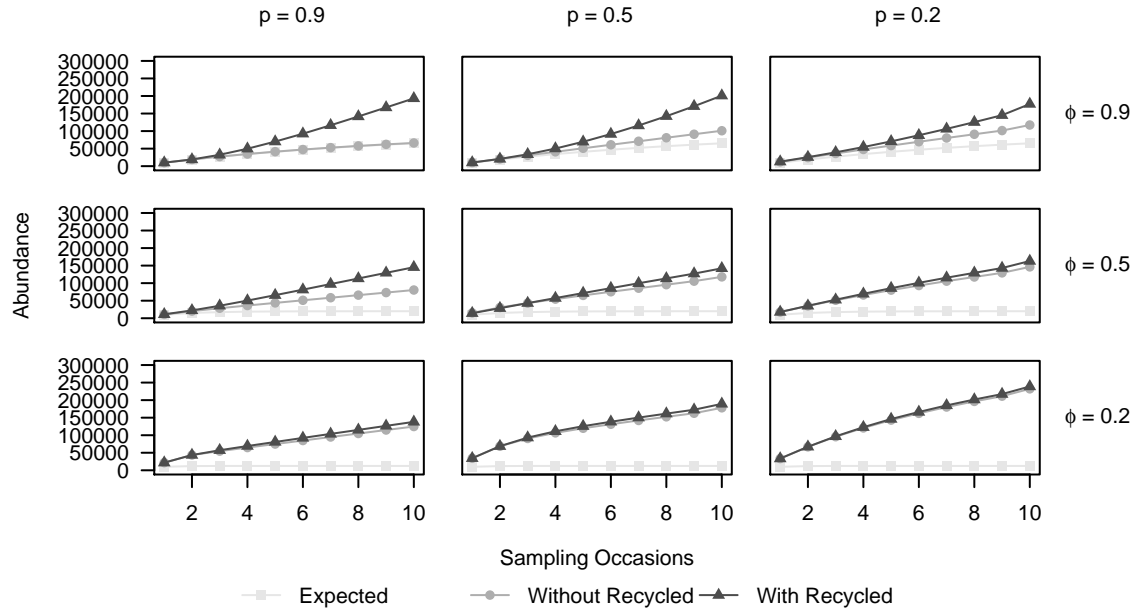 p = 0.9 p = 0.5 p = 0.2
300000
250000
200000
150000
100000
50000
0
ϕ = 0.9
300000
250000
200000
150000
100000
50000
0
ϕ = 0.5
Abundance
300000
250000
200000
150000
100000
50000
0
ϕ = 0.2
2 4 6 8 10 2 4 6 8 10 2 4 6 8 10
Sampling Occasions
Expected Without Recycled With Recycled